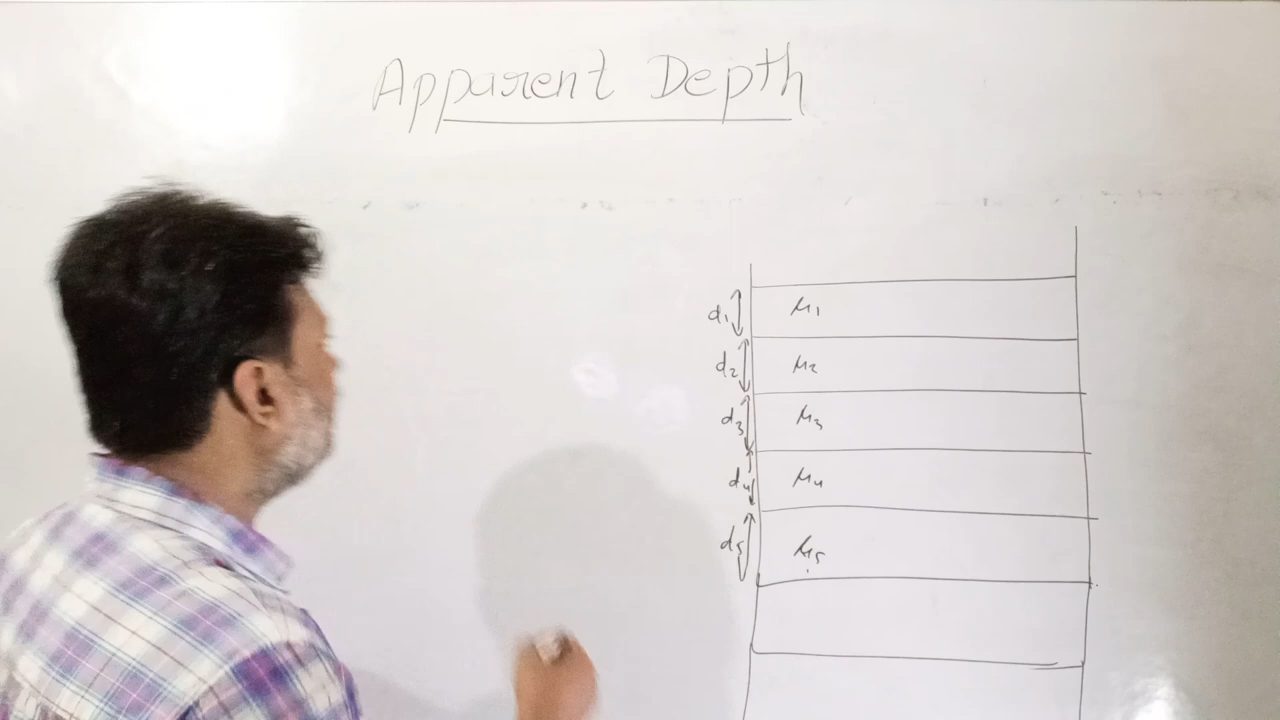 Apparent Depth
d₁ μ₁
d₂ μ₂
d₃ μ₃
d₄ μ₄
d₅ μ₅